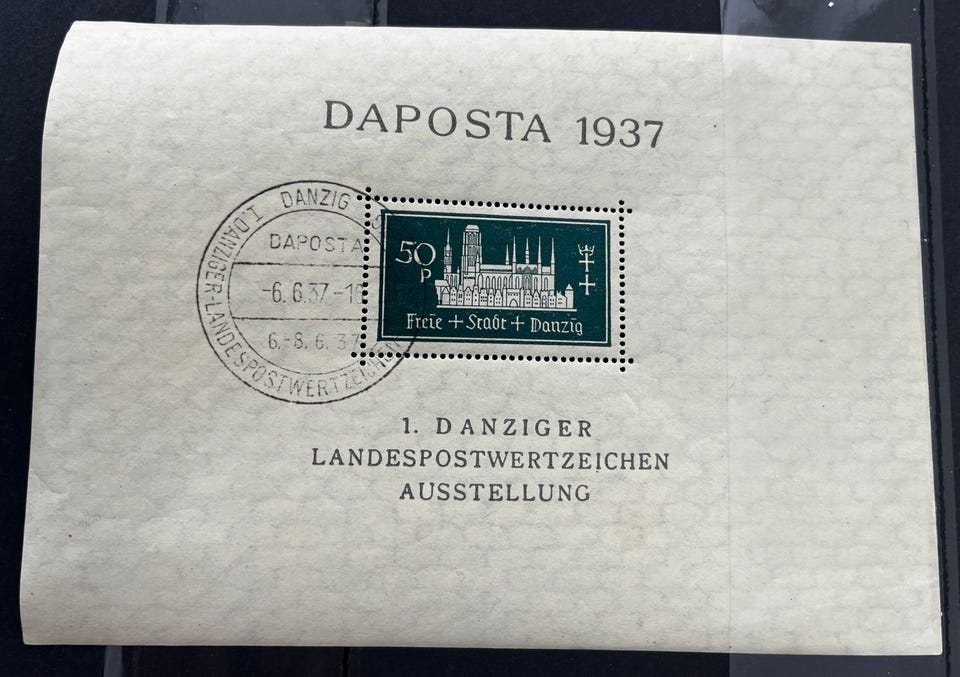 DAPOSTA 1937
DANZIG
DAPOSTA
-6.6.37.-1
6.-8.6.37
I. DANZIGER-LANDESPOSTWERTZEICHEN
50
P
Freie + Stadt + Danzig
1. DANZIGER
LANDESPOSTWERTZEICHEN
AUSSTELLUNG